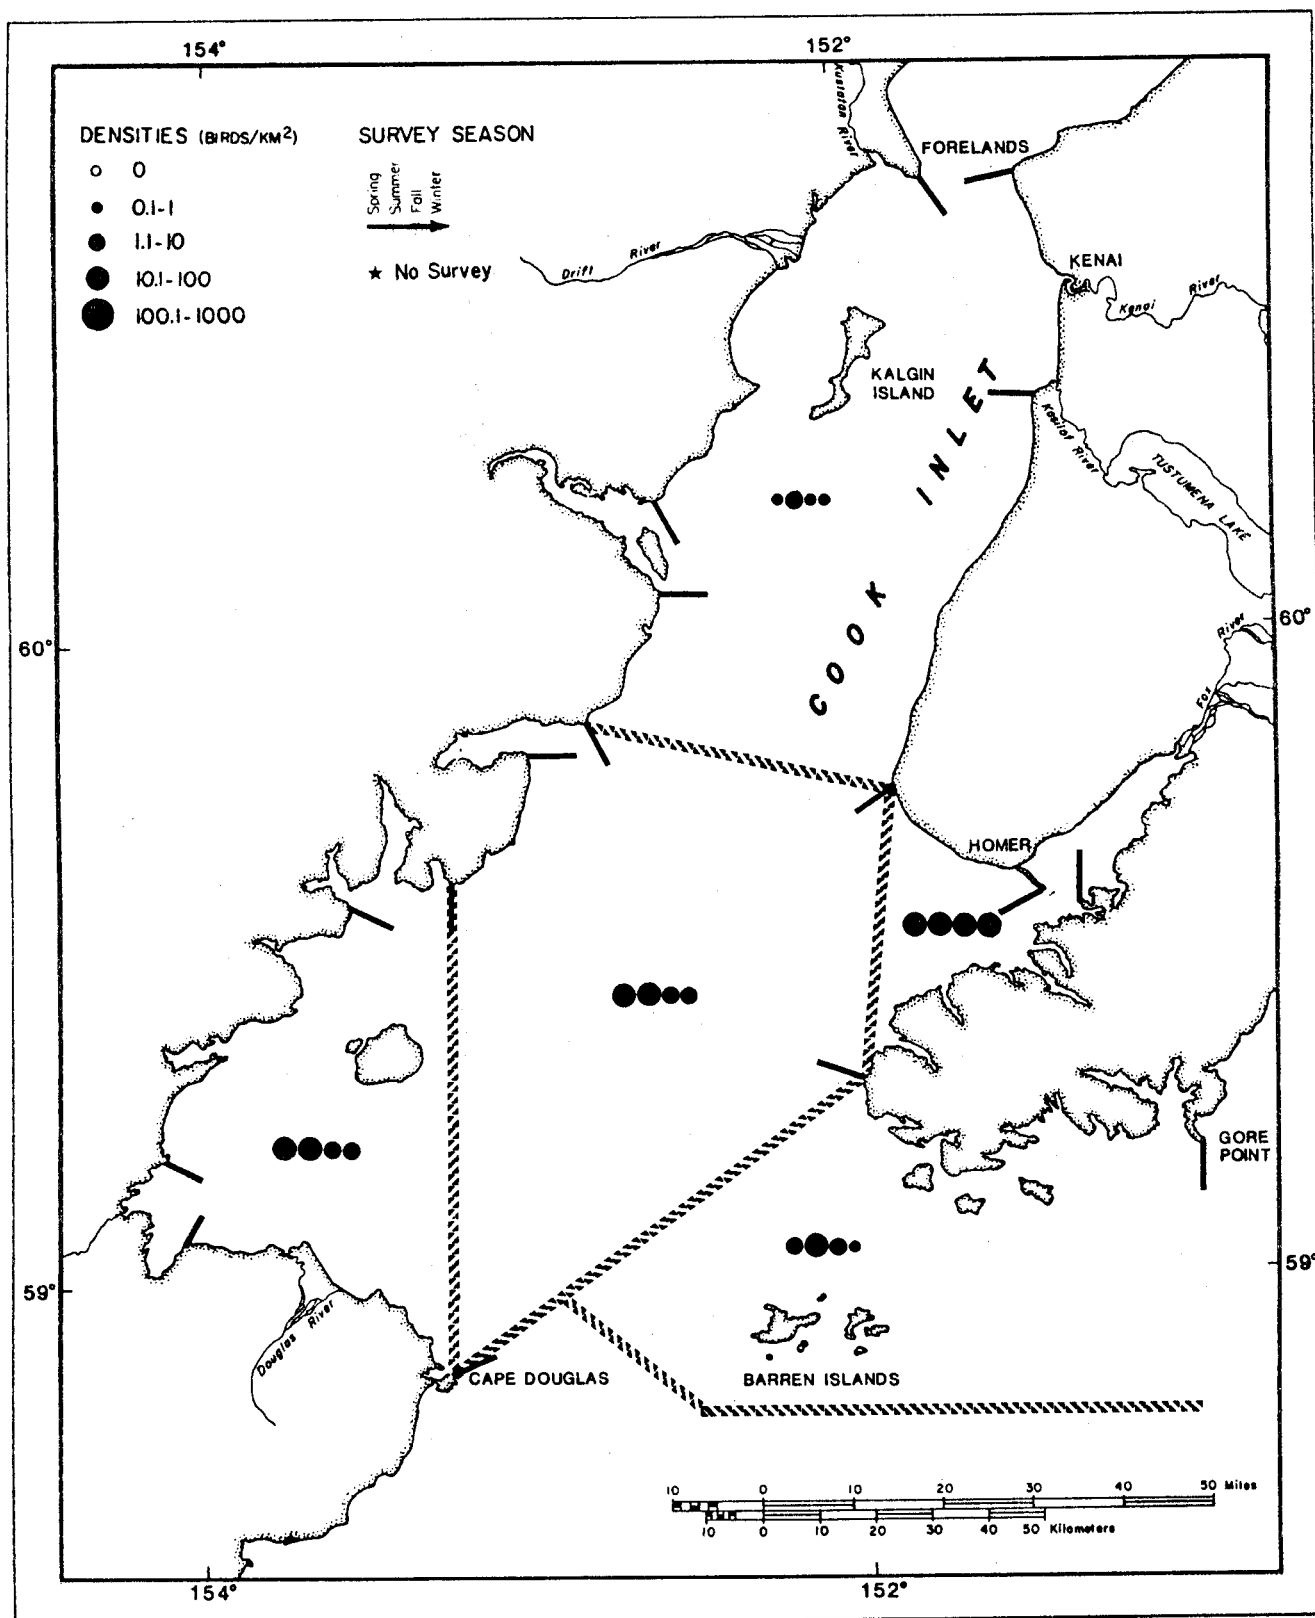 154°
152°
DENSITIES (BIRDS/KM²)
0
0.1-1
1.1-10
10.1-100
100.1-1000
SURVEY SEASON
Spring
Summer
Fall
Winter
★ No Survey
Kustatan River
FORELANDS
Drift River
KENAI
Kenai River
KALGIN
ISLAND
COOK INLET
Kasilof River
TUSTUMENA LAKE
60°
60°
Fox River
HOMER
GORE
POINT
59°
59°
Douglas River
CAPE DOUGLAS
BARREN ISLANDS
10 0 10 20 30 40 50 Miles
10 0 10 20 30 40 50 Kilometers
154°
152°